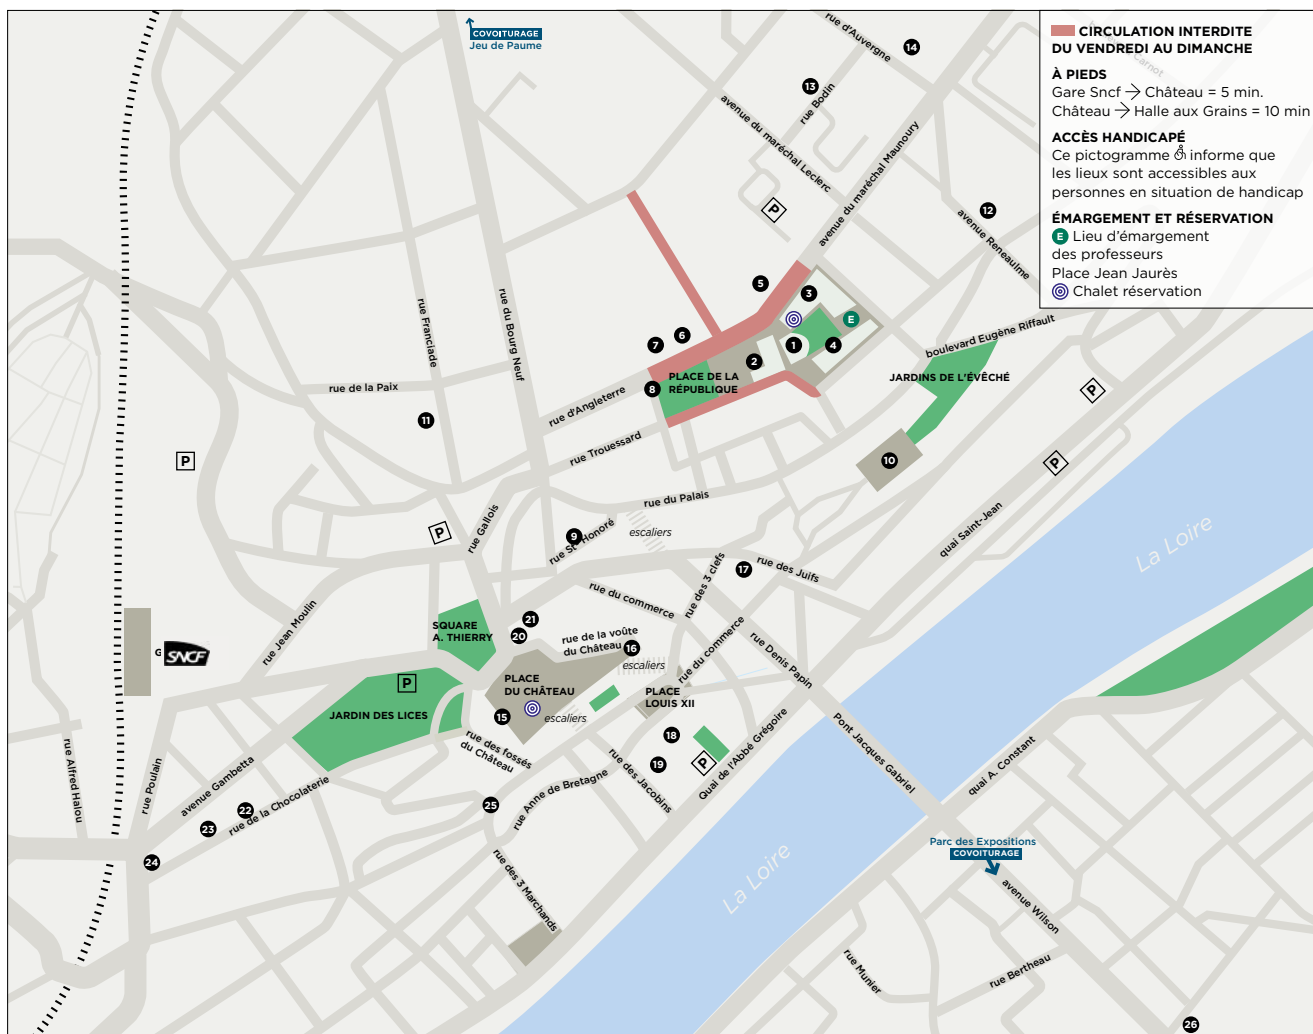 COVOITURAGE
Jeu de Paume
rue d'Auvergne
14
13
rue Bodin
avenue du maréchal Leclerc
avenue du maréchal Maunoury
P
12
avenue Reneaulme
CIRCULATION INTERDITE
DU VENDREDI AU DIMANCHE
À PIEDS
Gare Sncf → Château = 5 min.
Château → Halle aux Grains = 10 min
ACCÈS HANDICAPÉ
Ce pictogramme informe que
les lieux sont accessibles aux
personnes en situation de handicap
ÉMARGEMENT ET RÉSERVATION
E Lieu d'émargement
des professeurs
Place Jean Jaurès
Chalet réservation
Carnot
rue Franciade
rue du Bourg Neuf
5
3
E
6
7
1
4
2
8
PLACE DE LA
RÉPUBLIQUE
boulevard Eugène Riffault
JARDINS DE L'ÉVÊCHÉ
P
rue de la Paix
rue d'Angleterre
11
rue Trouessard
P
10
P
rue du Palais
rue Gallois
P
9
rue St Honoré
escaliers
quai Saint-Jean
La Loire
rue des 3 clefs
17
rue des Juifs
rue du commerce
rue Jean Moulin
G SNCF
SQUARE
A. THIERRY
21
20
rue de la voûte
du Château
16
escaliers
rue du commerce
rue Denis Papin
P
PLACE
DU CHÂTEAU
PLACE
LOUIS XII
JARDIN DES LICES
15
escaliers
rue des fossés
du Château
18
19
P
rue des Jacobins
Quai de l'Abbé Grégoire
Pont Jacques Gabriel
quai A. Constant
rue Alfred Halou
rue Poulain
avenue Gambetta
rue de la Chocolaterie
22
23
24
25
rue Anne de Bretagne
rue des 3 Marchands
La Loire
Parc des Expositions
COVOITURAGE
avenue Wilson
rue Munier
rue Bertheau
26